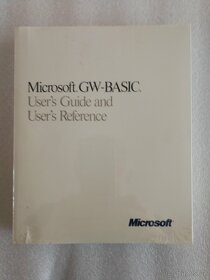 Microsoft. GW-BASIC.
User's Guide and
User's Reference
Microsoft